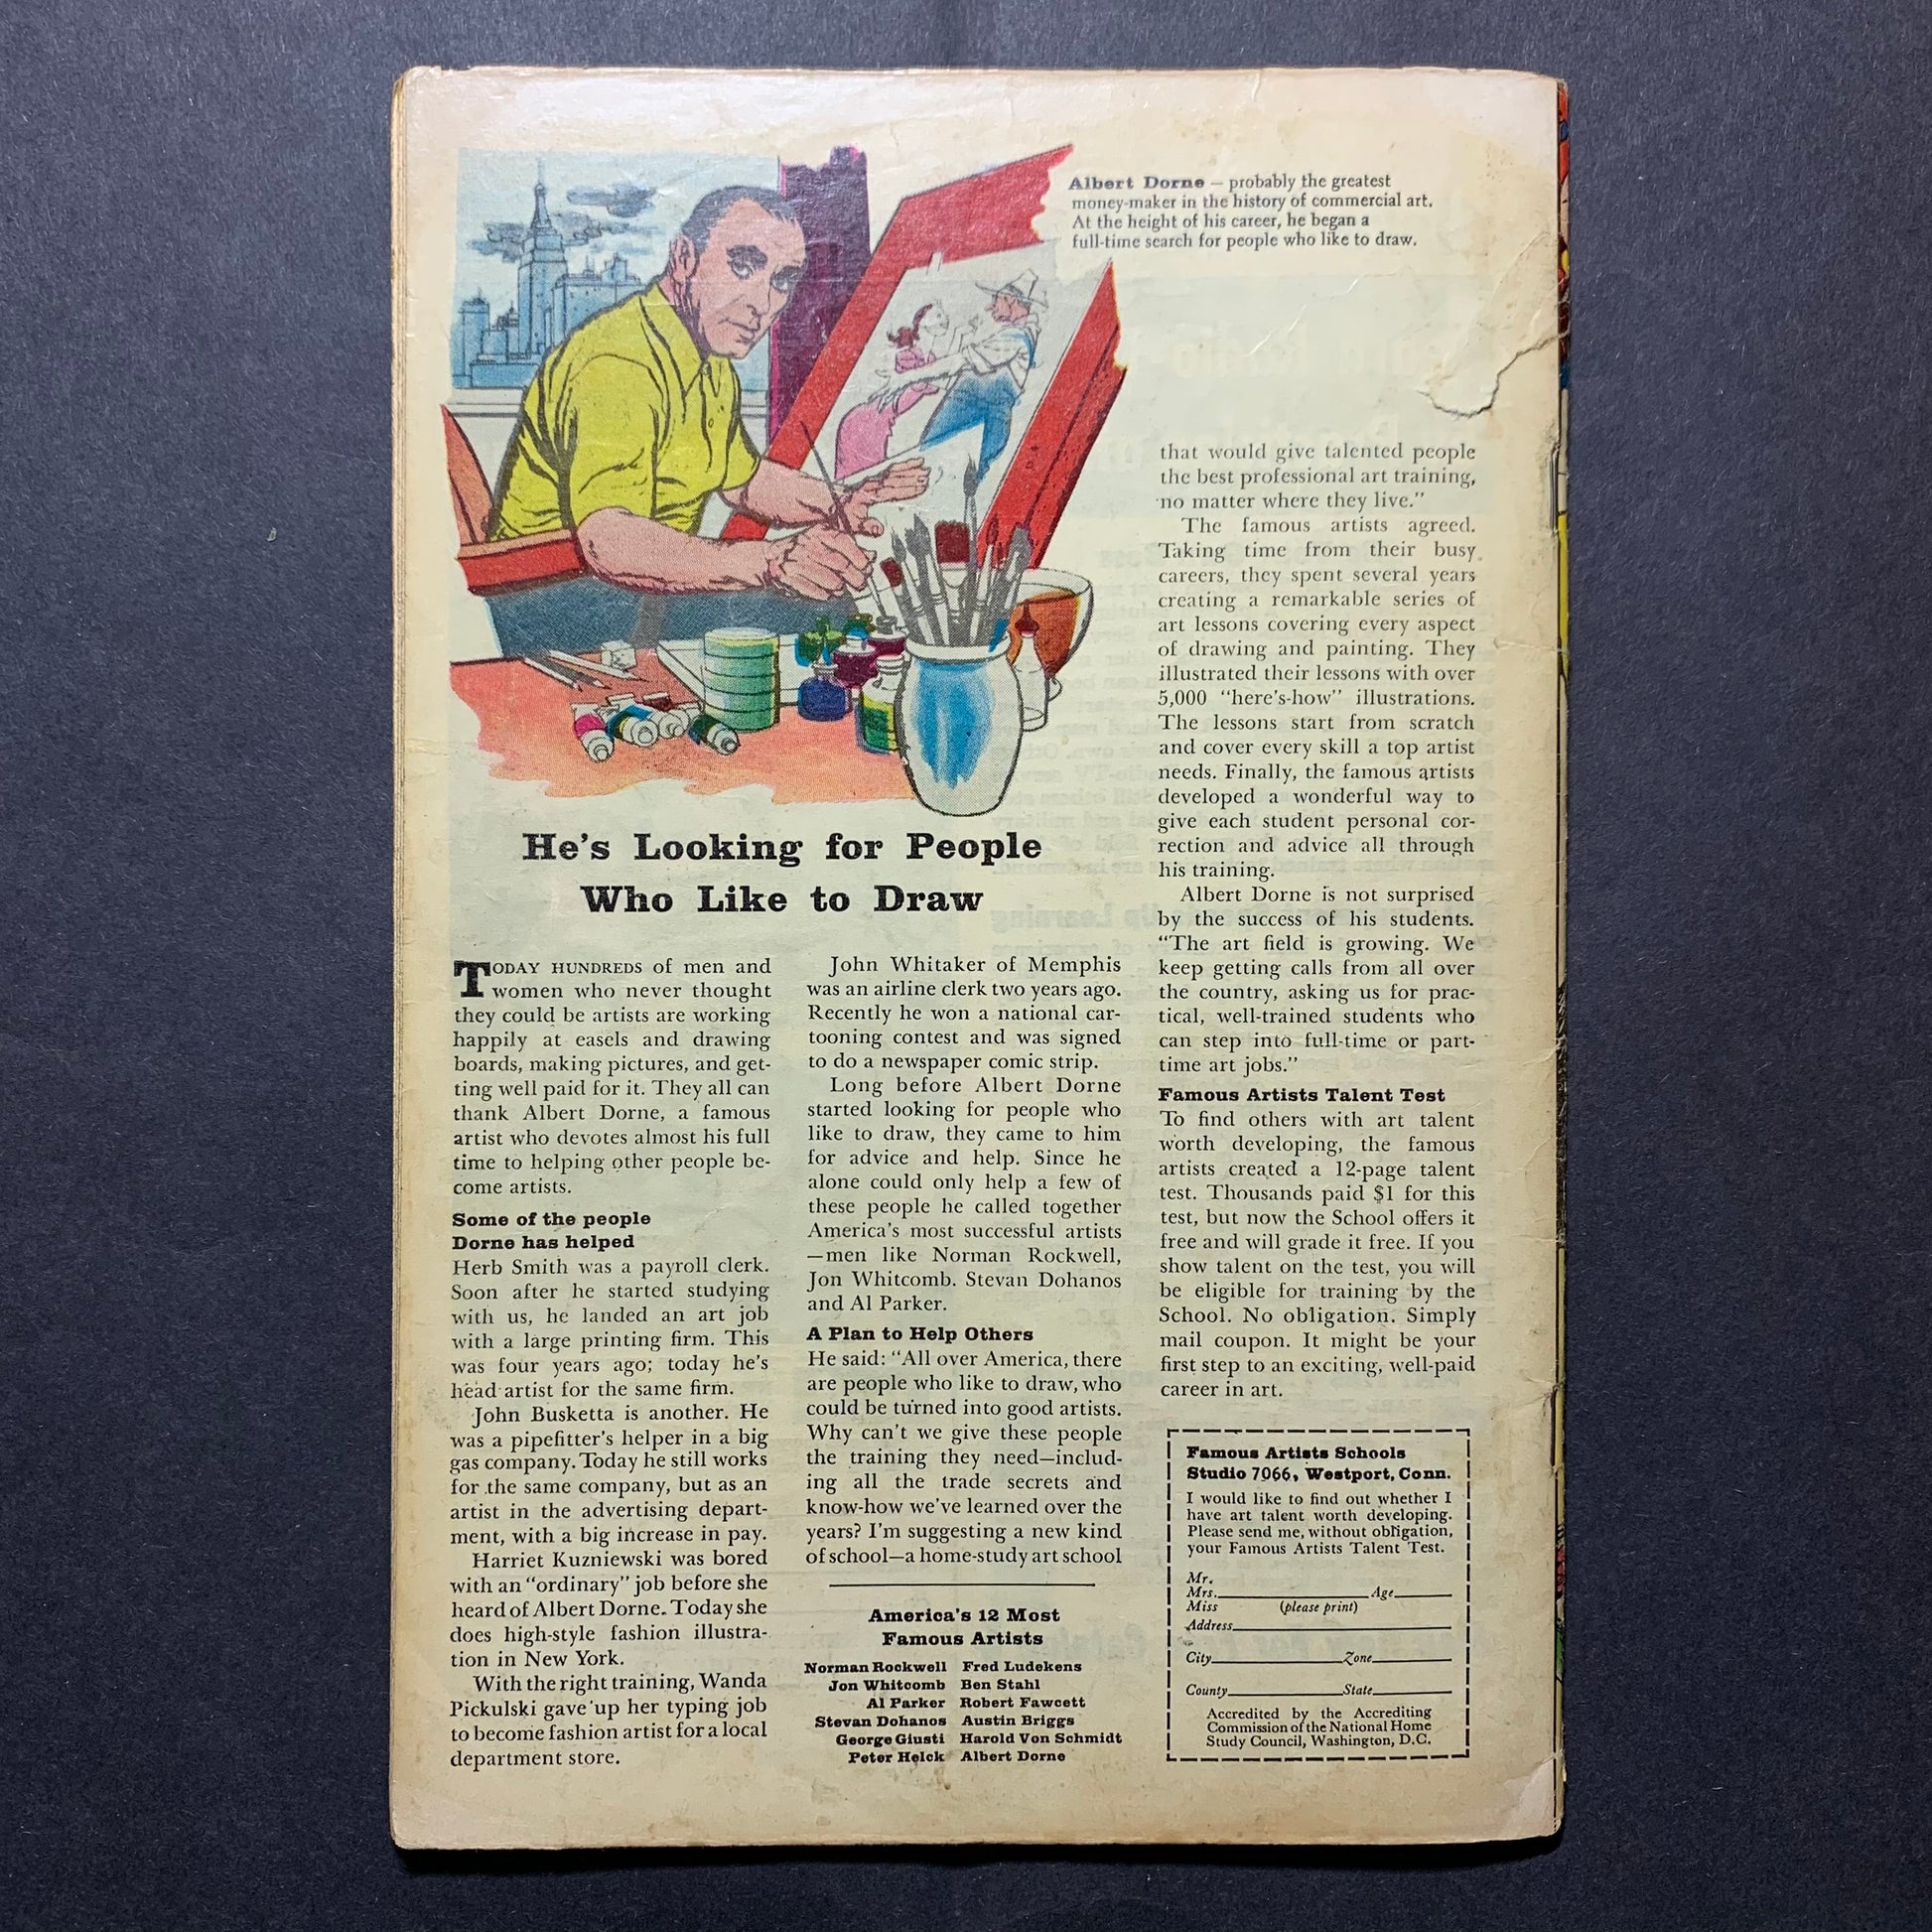 Albert Dorne — probably the greatest
money-maker in the history of commercial art.
At the height of his career, he began a
full-time search for people who like to draw.
He's Looking for People
Who Like to Draw
TODAY HUNDREDS of men and
women who never thought
they could be artists are working
happily at easels and drawing
boards, making pictures, and get-
ting well paid for it. They all can
thank Albert Dorne, a famous
artist who devotes almost his full
time to helping other people be-
come artists.
Some of the people
Dorne has helped
Herb Smith was a payroll clerk.
Soon after he started studying
with us, he landed an art job
with a large printing firm. This
was four years ago; today he's
head artist for the same firm.
John Busketta is another. He
was a pipefitter's helper in a big
gas company. Today he still works
for the same company, but as an
artist in the advertising depart-
ment, with a big increase in pay.
Harriet Kuzniewski was bored
with an "ordinary" job before she
heard of Albert Dorne. Today she
does high-style fashion illustra-
tion in New York.
With the right training, Wanda
Pickulski gave up her typing job
to become fashion artist for a local
department store.
John Whitaker of Memphis
was an airline clerk two years ago.
Recently he won a national car-
tooning contest and was signed
to do a newspaper comic strip.
Long before Albert Dorne
started looking for people who
like to draw, they came to him
for advice and help. Since he
alone could only help a few of
these people he called together
America's most successful artists
—men like Norman Rockwell,
Jon Whitcomb. Stevan Dohanos
and Al Parker.
A Plan to Help Others
He said: "All over America, there
are people who like to draw, who
could be turned into good artists.
Why can't we give these people
the training they need—includ-
ing all the trade secrets and
know-how we've learned over the
years? I'm suggesting a new kind
of school—a home-study art school
America's 12 Most
Famous Artists
Norman Rockwell Fred Ludekens
Jon Whitcomb Ben Stahl
Al Parker Robert Fawcett
Stevan Dohanos Austin Briggs
George Giusti Harold Von Schmidt
Peter Helck Albert Dorne
that would give talented people
the best professional art training,
no matter where they live."
The famous artists agreed.
Taking time from their busy
careers, they spent several years
creating a remarkable series of
art lessons covering every aspect
of drawing and painting. They
illustrated their lessons with over
5,000 "here's-how" illustrations.
The lessons start from scratch
and cover every skill a top artist
needs. Finally, the famous artists
developed a wonderful way to
give each student personal cor-
rection and advice all through
his training.
Albert Dorne is not surprised
by the success of his students.
"The art field is growing. We
keep getting calls from all over
the country, asking us for prac-
tical, well-trained students who
can step into full-time or part-
time art jobs."
Famous Artists Talent Test
To find others with art talent
worth developing, the famous
artists created a 12-page talent
test. Thousands paid $1 for this
test, but now the School offers it
free and will grade it free. If you
show talent on the test, you will
be eligible for training by the
School. No obligation. Simply
mail coupon. It might be your
first step to an exciting, well-paid
career in art.
Famous Artists Schools
Studio 7066, Westport, Conn.
I would like to find out whether I
have art talent worth developing.
Please send me, without obligation,
your Famous Artists Talent Test.
Mr.
Mrs. Age
Miss (please print)
Address
City Zone
County State
Accredited by the Accrediting
Commission of the National Home
Study Council, Washington, D.C.